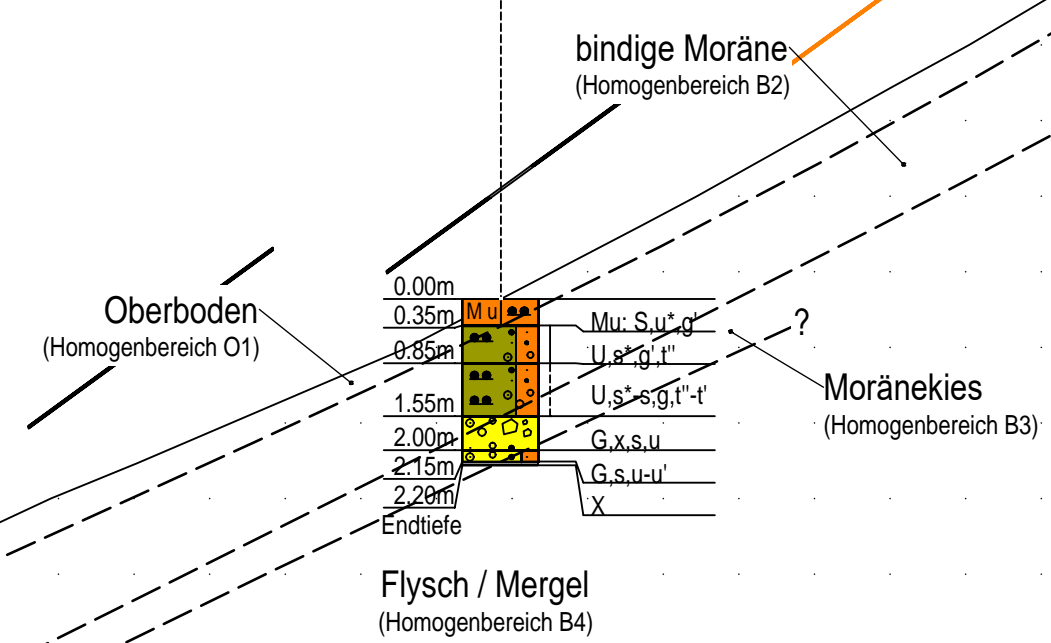 bindige Moräne
(Homogenbereich B2)
Oberboden
(Homogenbereich O1)
0.00m
Mu
0.35m
Mu: S,u*,g'
?
0.85m
U,s*,g',t''
1.55m
U,s*-s,g,t''-t'
Moränekies
(Homogenbereich B3)
2.00m
G,x,s,u
2.15m
G,s,u-u'
2.20m
X
Endtiefe
Flysch / Mergel
(Homogenbereich B4)